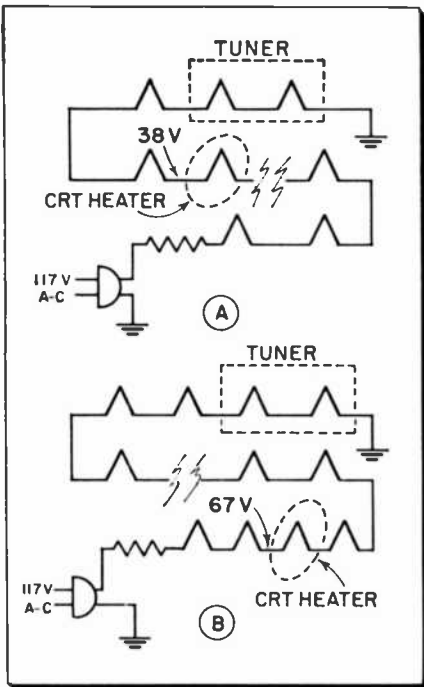 TUNER
38V
CRT HEATER
117V
A-C
A
TUNER
67V
117V
A-C
CRT HEATER
B